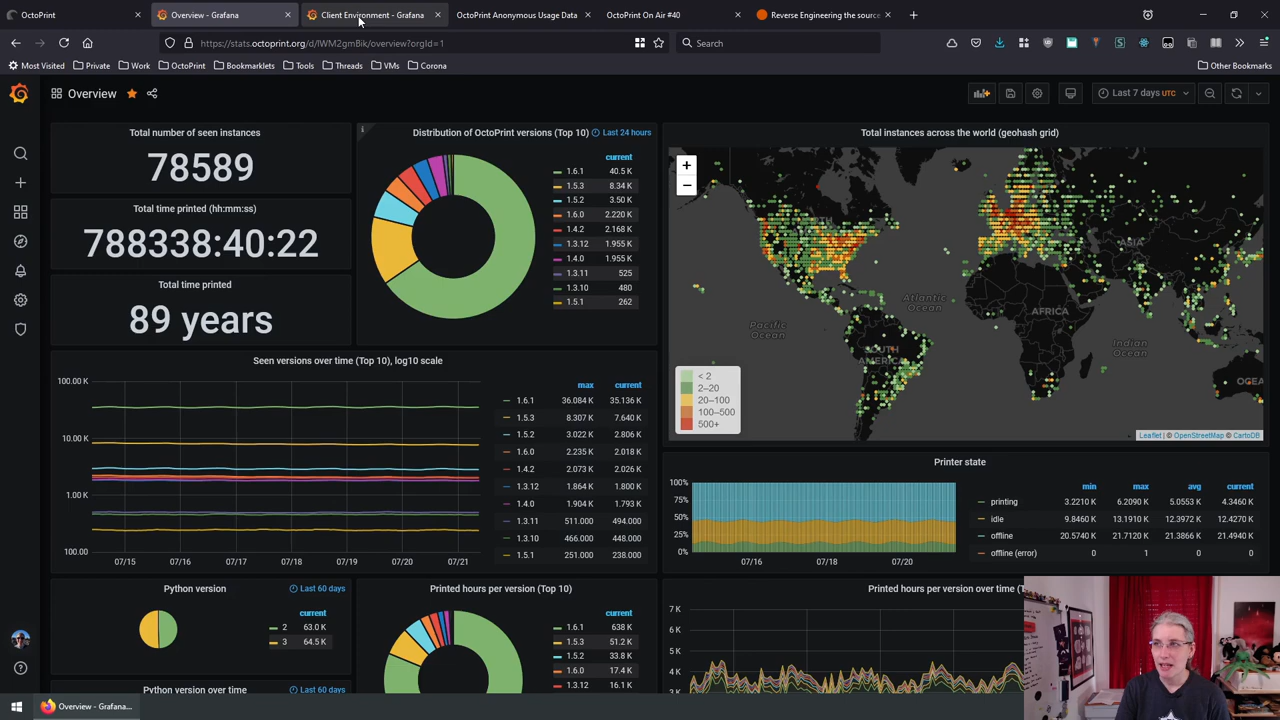 OctoPrint
Overview - Grafana
Client Environment - Grafana
OctoPrint Anonymous Usage Data
OctoPrint On Air #40
Reverse Engineering the source
https://stats.octoprint.org/d/IWM2gmBik/overview?orgId=1
Search
Most Visited
Private
Work
OctoPrint
Bookmarklets
Tools
Threads
VMs
Corona
Other Bookmarks
Overview
Last 7 days UTC
Total number of seen instances
78589
Total time printed (hh:mm:ss)
788338:40:22
Total time printed
89 years
Distribution of OctoPrint versions (Top 10)
Last 24 hours
current
1.6.1 40.5 K
1.5.3 8.34 K
1.5.2 3.50 K
1.6.0 2.220 K
1.4.2 2.168 K
1.3.12 1.955 K
1.4.0 1.955 K
1.3.11 525
1.3.10 480
1.5.1 262
Total instances across the world (geohash grid)
+
−
NORTH
ASIA
Atlantic
Ocean
AFRICA
Pacific
Ocean
SOUTH
AMERICA
Indian
Ocean
OCEA
< 2
2–20
20–100
100–500
500+
Leaflet | © OpenStreetMap © CartoDB
Seen versions over time (Top 10), log10 scale
100.00 K
10.00 K
1.00 K
100.00
07/15 07/16 07/17 07/18 07/19 07/20 07/21
max current
1.6.1 36.084 K 35.136 K
1.5.3 8.307 K 7.640 K
1.5.2 3.022 K 2.806 K
1.6.0 2.235 K 2.018 K
1.4.2 2.073 K 2.026 K
1.3.12 1.864 K 1.800 K
1.4.0 1.904 K 1.793 K
1.3.11 511.000 494.000
1.3.10 466.000 448.000
1.5.1 251.000 238.000
Printer state
100%
75%
50%
25%
0%
07/16 07/18 07/20
min max avg current
printing 3.2210 K 6.2090 K 5.0553 K 4.3460 K
idle 9.8460 K 13.1910 K 12.3972 K 12.4270 K
offline 20.5740 K 21.7120 K 21.3866 K 21.4940 K
offline (error) 0 1 0 0
Python version
Last 60 days
current
2 63.0 K
3 64.5 K
Python version over time
Last 60 days
Printed hours per version (Top 10)
current
1.6.1 638 K
1.5.3 51.2 K
1.5.2 33.8 K
1.6.0 17.4 K
1.3.12 16.1 K
Printed hours per version over time (T
7 K
6 K
5 K
4 K
3 K
Overview - Grafana...